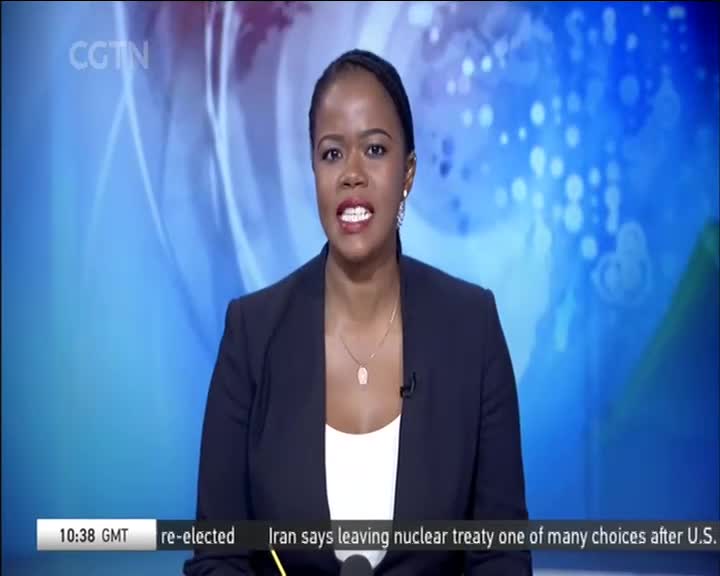 CGTN
10:38 GMT re-elected Iran says leaving nuclear treaty one of many choices after U.S.